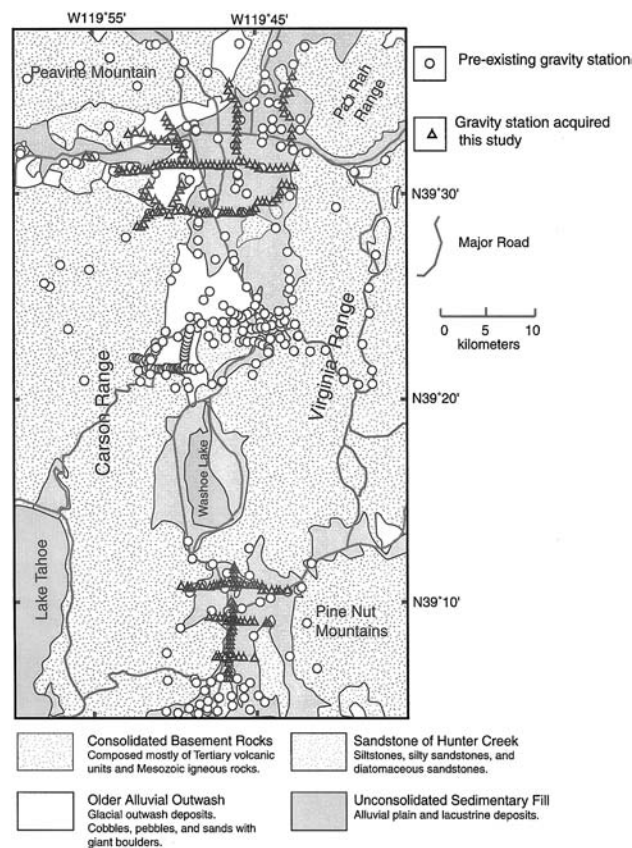 W119°55'
W119°45'
Peavine Mountain
Pah Rah
Range
Pre-existing gravity station
Gravity station acquired
this study
N39°30'
Major Road
0 5 10
kilometers
Carson Range
Virginia Range
N39°20'
Washoe Lake
Lake Tahoe
N39°10'
Pine Nut
Mountains
Consolidated Basement Rocks
Composed mostly of Tertiary volcanic
units and Mesozoic igneous rocks.
Sandstone of Hunter Creek
Siltstones, silty sandstones, and
diatomaceous sandstones.
Older Alluvial Outwash
Glacial outwash deposits.
Cobbles, pebbles, and sands with
giant boulders.
Unconsolidated Sedimentary Fill
Alluvial plain and lacustrine deposits.